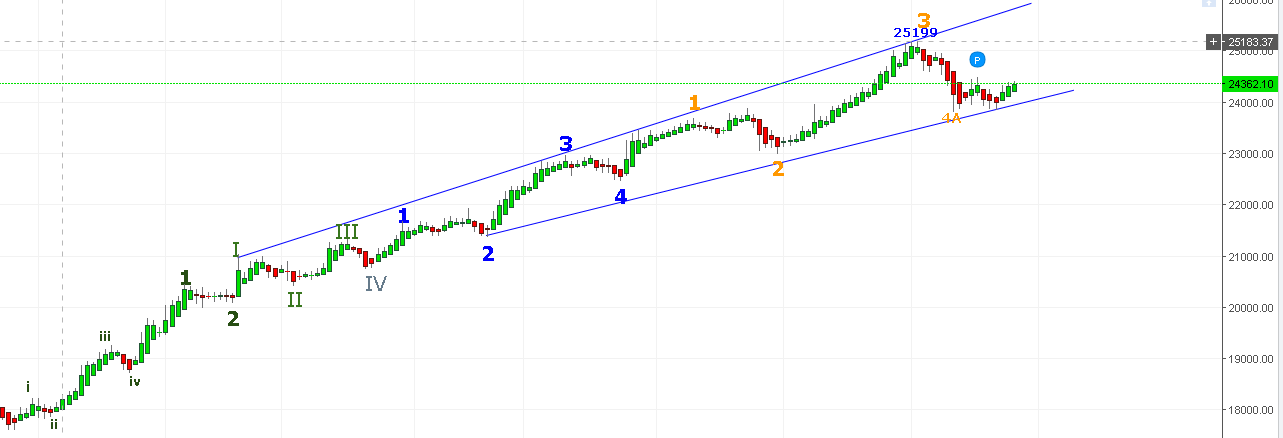 26000.00
3
25199
25183.37
25000.00
P
24362.10
1
24000.00
4A
3
2
23000.00
4
1
22000.00
III
I
2
21000.00
IV
1
II
20000.00
2
iii
19000.00
iv
i
18000.00
ii